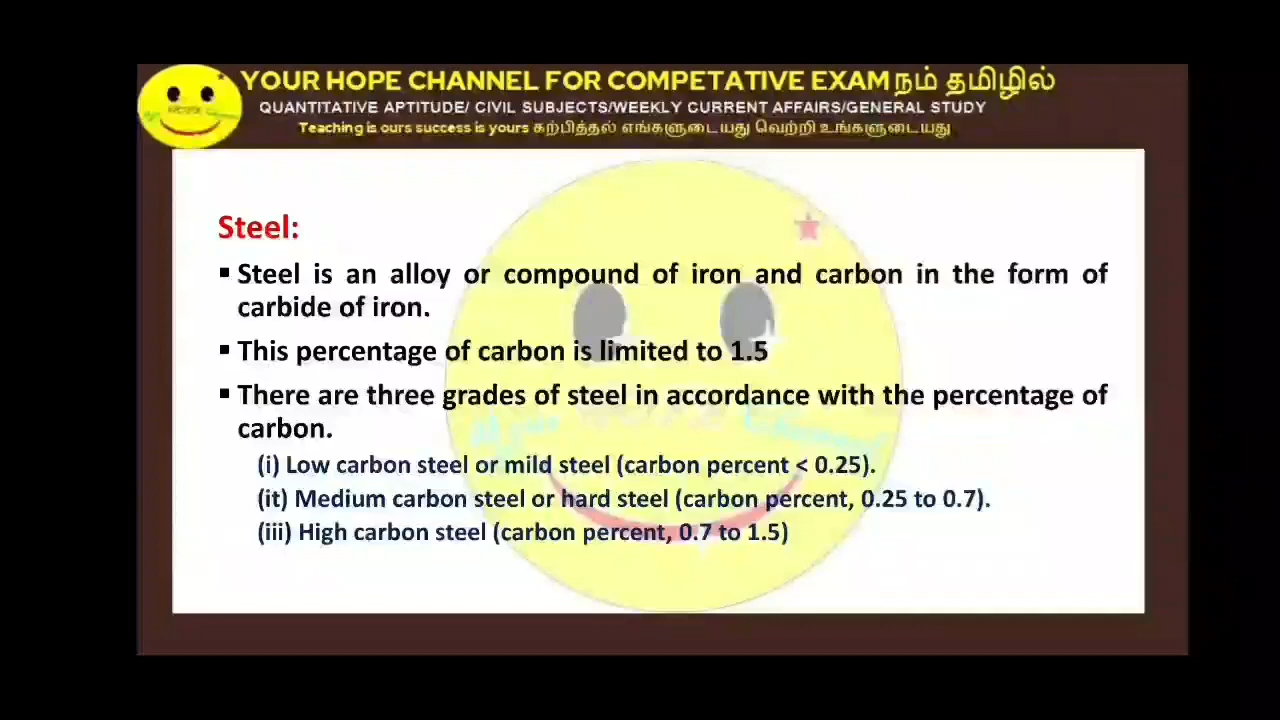 YOUR HOPE CHANNEL FOR COMPETATIVE EXAM நம் தமிழில்
QUANTITATIVE APTITUDE/ CIVIL SUBJECTS/WEEKLY CURRENT AFFAIRS/GENERAL STUDY
Teaching is ours success is yours கற்பித்தல் எங்களுடையது வெற்றி உங்களுடையது
Steel:
▪ Steel is an alloy or compound of iron and carbon in the form of
carbide of iron.
▪ This percentage of carbon is limited to 1.5
▪ There are three grades of steel in accordance with the percentage of
carbon.
(i) Low carbon steel or mild steel (carbon percent < 0.25).
(it) Medium carbon steel or hard steel (carbon percent, 0.25 to 0.7).
(iii) High carbon steel (carbon percent, 0.7 to 1.5)